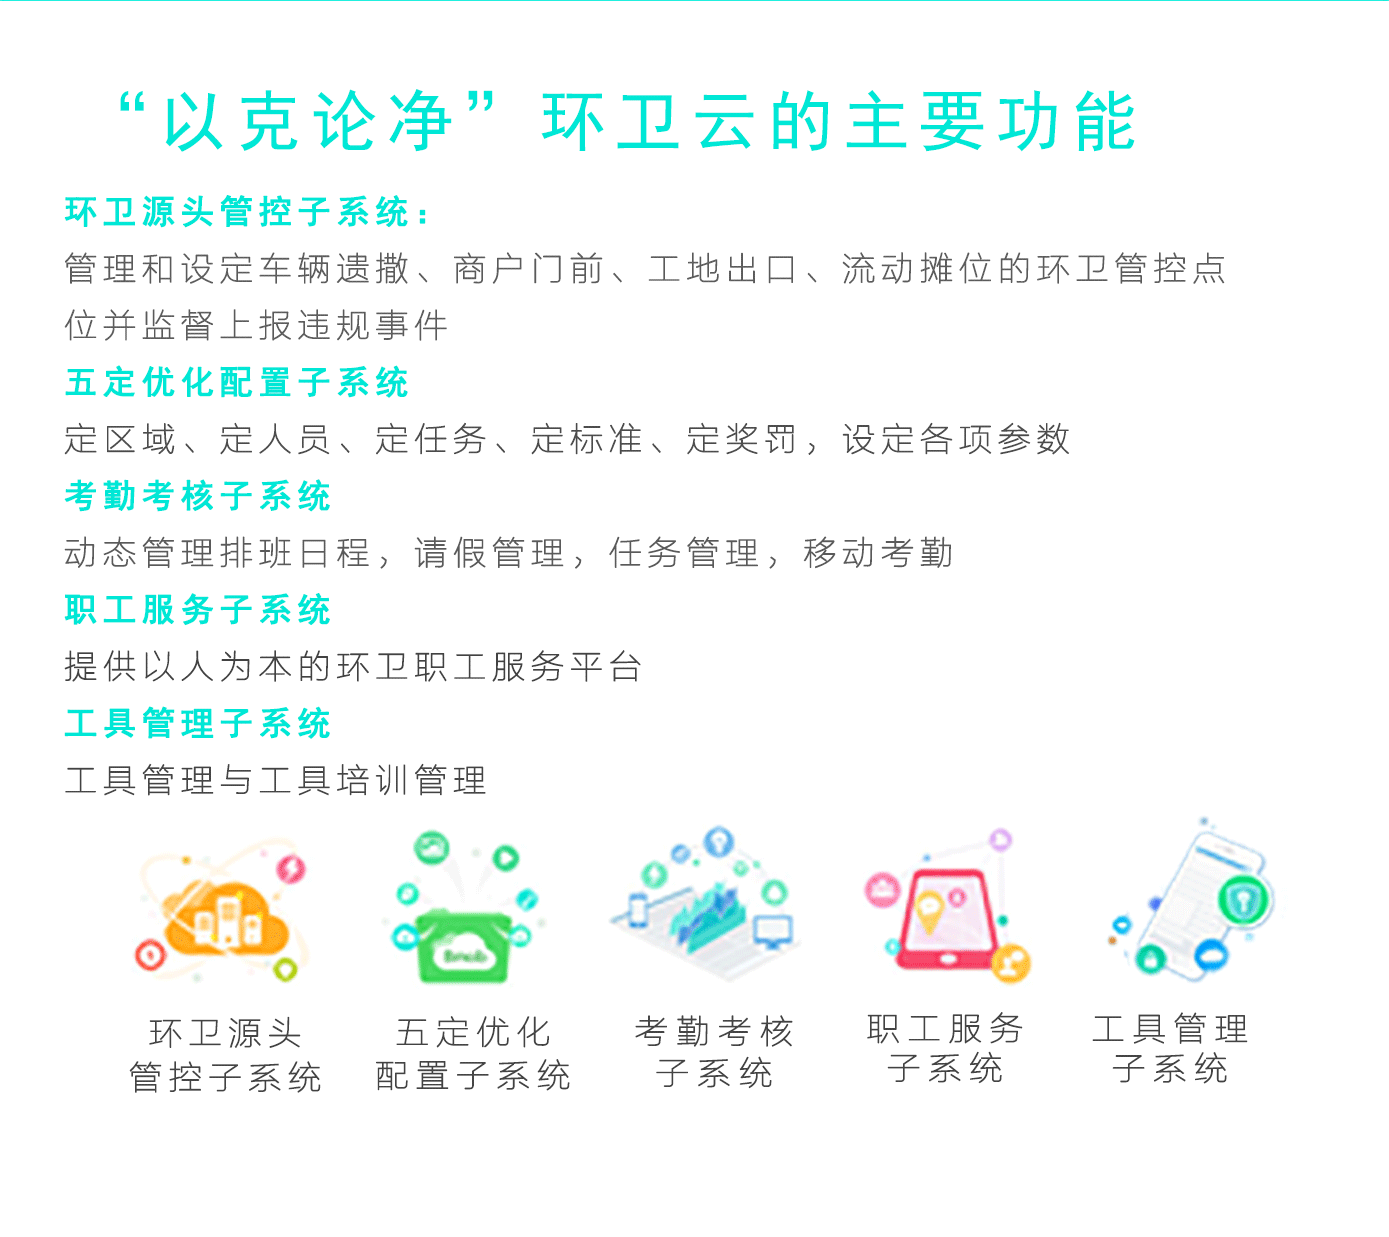 “以克论净”环卫云的主要功能
环卫源头管控子系统：
管理和设定车辆遗撒、商户门前、工地出口、流动摊位的环卫管控点
位并监督上报违规事件
五定优化配置子系统
定区域、定人员、定任务、定标准、定奖罚，设定各项参数
考勤考核子系统
动态管理排班日程，请假管理，任务管理，移动考勤
职工服务子系统
提供以人为本的环卫职工服务平台
工具管理子系统
工具管理与工具培训管理
环卫源头
管控子系统
五定优化
配置子系统
考勤考核
子系统
职工服务
子系统
工具管理
子系统